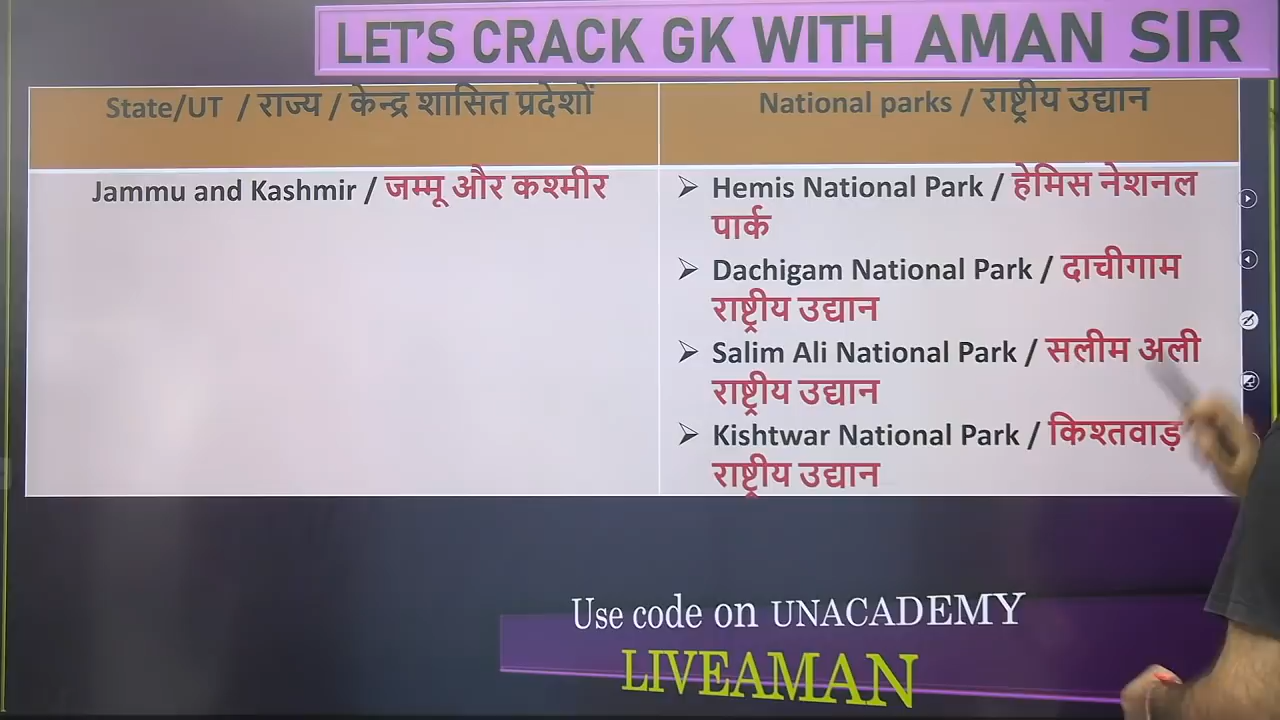 LET'S CRACK GK WITH AMAN SIR
State/UT / राज्य / केन्द्र शासित प्रदेशों
National parks / राष्ट्रीय उद्यान
Jammu and Kashmir / जम्मू और कश्मीर
➢ Hemis National Park / हेमिस नेशनल
पार्क
➢ Dachigam National Park / दाचीगाम
राष्ट्रीय उद्यान
➢ Salim Ali National Park / सलीम अली
राष्ट्रीय उद्यान
➢ Kishtwar National Park / किश्तवाड़
राष्ट्रीय उद्यान
Use code on UNACADEMY
LIVEAMAN